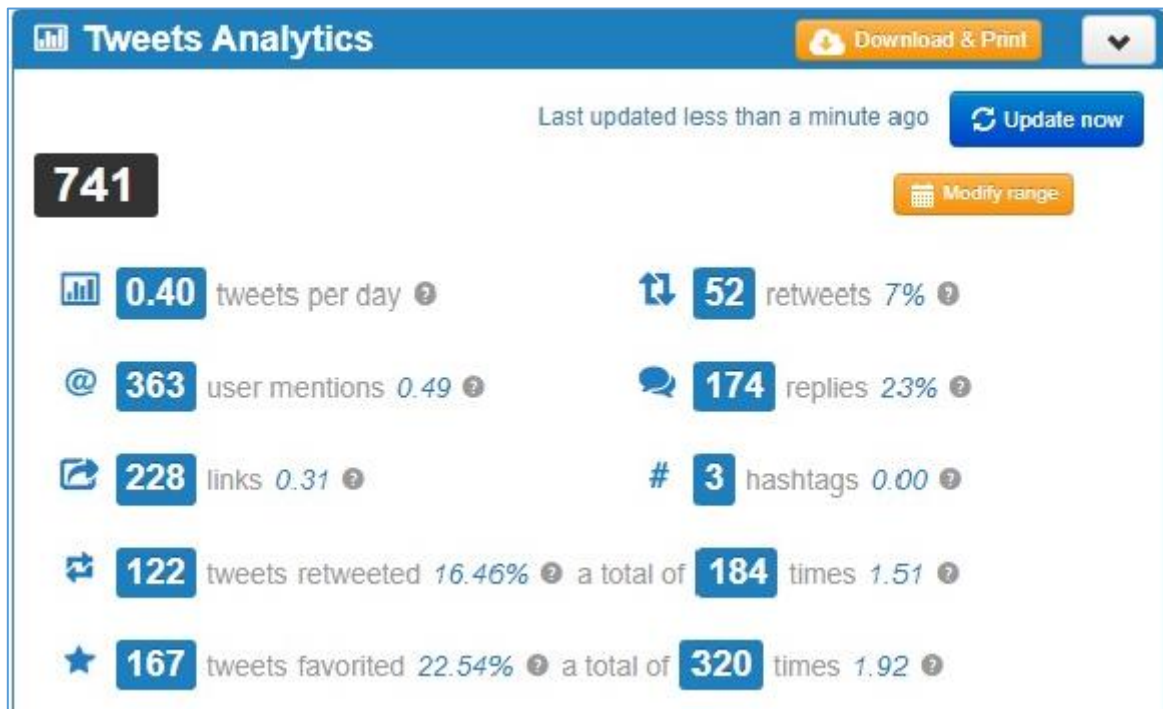 Tweets Analytics Download & Print
Last updated less than a minute ago Update now
741 Modify range
0.40 tweets per day ? 52 retweets 7% ?
@ 363 user mentions 0.49 ? 174 replies 23% ?
228 links 0.31 ? # 3 hashtags 0.00 ?
122 tweets retweeted 16.46% ? a total of 184 times 1.51 ?
167 tweets favorited 22.54% ? a total of 320 times 1.92 ?